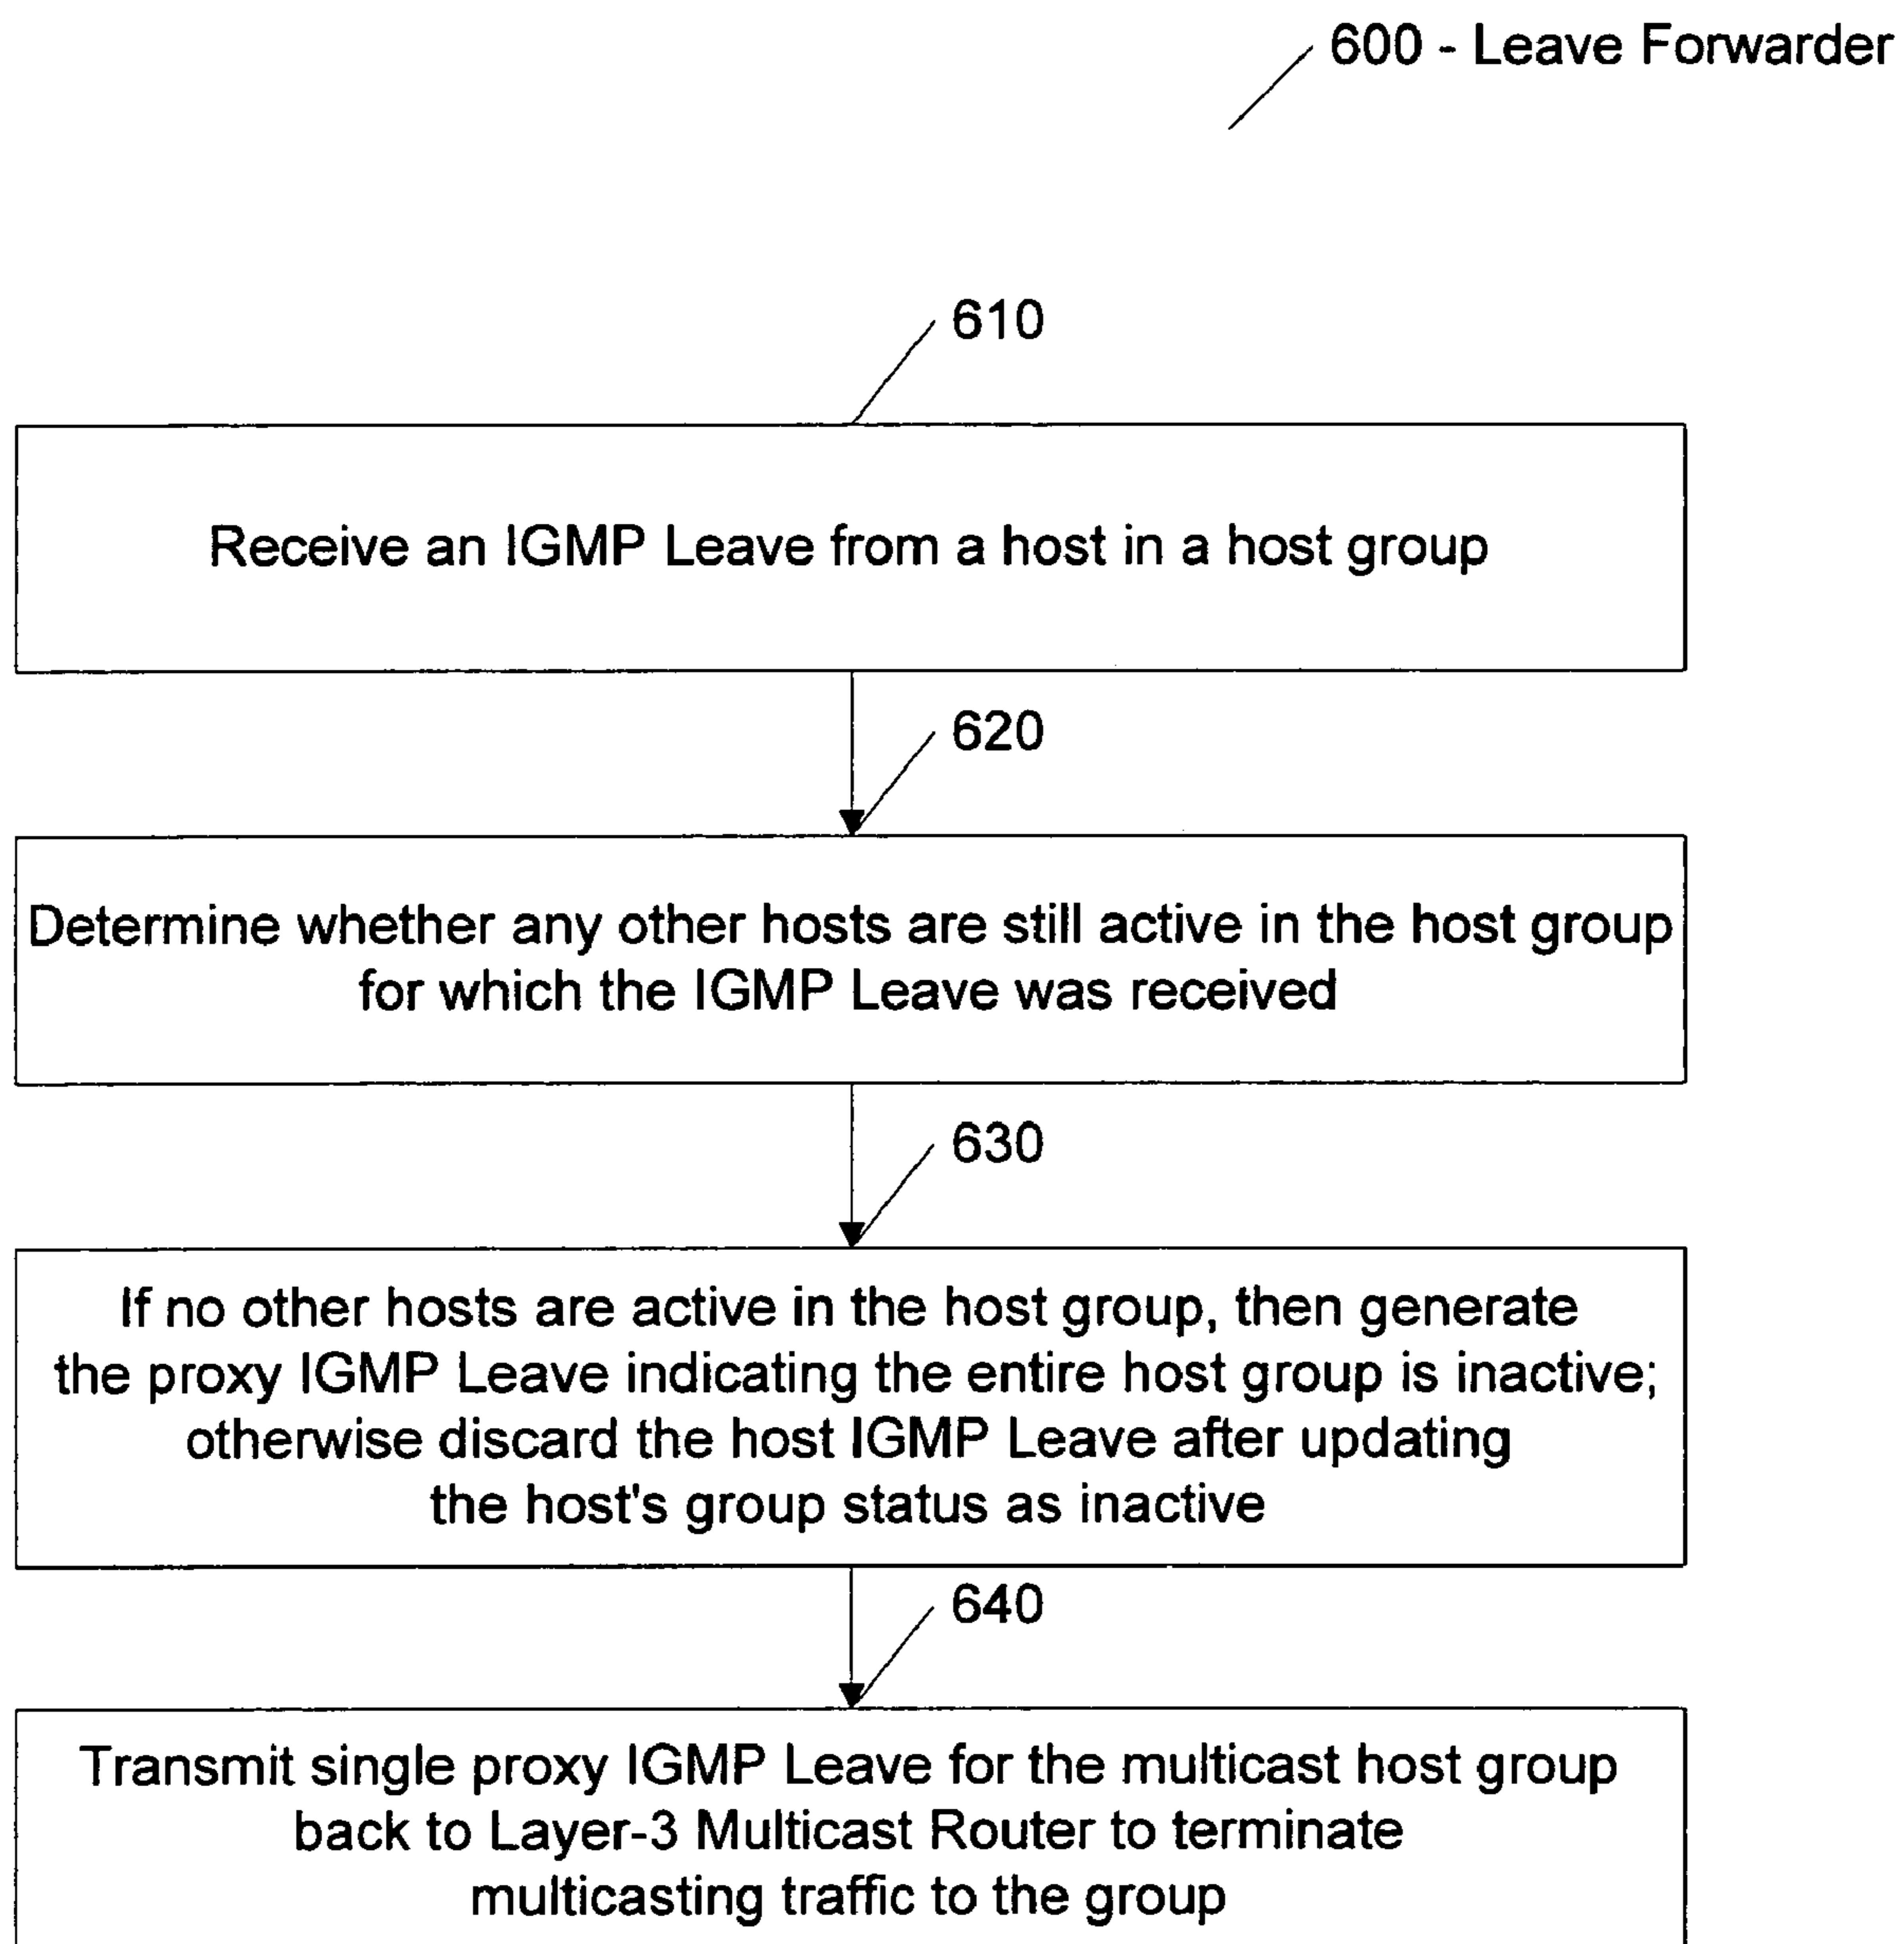 600 - Leave Forwarder
610
Receive an IGMP Leave from a host in a host group
620
Determine whether any other hosts are still active in the host group
for which the IGMP Leave was received
630
If no other hosts are active in the host group, then generate
the proxy IGMP Leave indicating the entire host group is inactive;
otherwise discard the host IGMP Leave after updating
the host's group status as inactive
640
Transmit single proxy IGMP Leave for the multicast host group
back to Layer-3 Multicast Router to terminate
multicasting traffic to the group